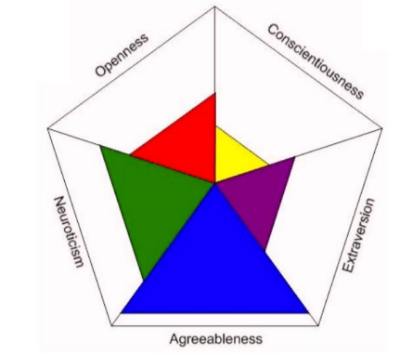 Openness
Conscientiousness
Neuroticism
Extraversion
Agreeableness